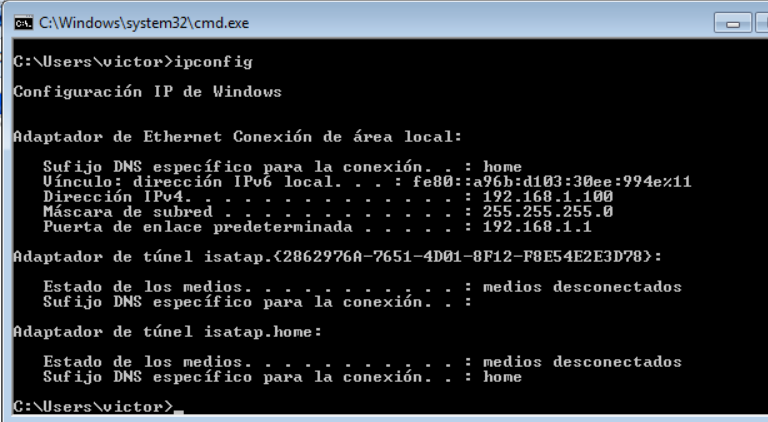 C:\Windows\system32\cmd.exe
C:\Users\victor>ipconfig
Configuración IP de Windows
Adaptador de Ethernet Conexión de área local:
Sufijo DNS específico para la conexión. . : home
Vínculo: dirección IPv6 local. . . : fe80::a96b:d103:30ee:994e%11
Dirección IPv4. . . . . . . . . . . . . . : 192.168.1.100
Máscara de subred . . . . . . . . . . . . : 255.255.255.0
Puerta de enlace predeterminada . . . . . : 192.168.1.1
Adaptador de túnel isatap.{2862976A-7651-4D01-8F12-F8E54E2E3D78}:
Estado de los medios. . . . . . . . . . . : medios desconectados
Sufijo DNS específico para la conexión. . :
Adaptador de túnel isatap.home:
Estado de los medios. . . . . . . . . . . : medios desconectados
Sufijo DNS específico para la conexión. . : home
C:\Users\victor>_